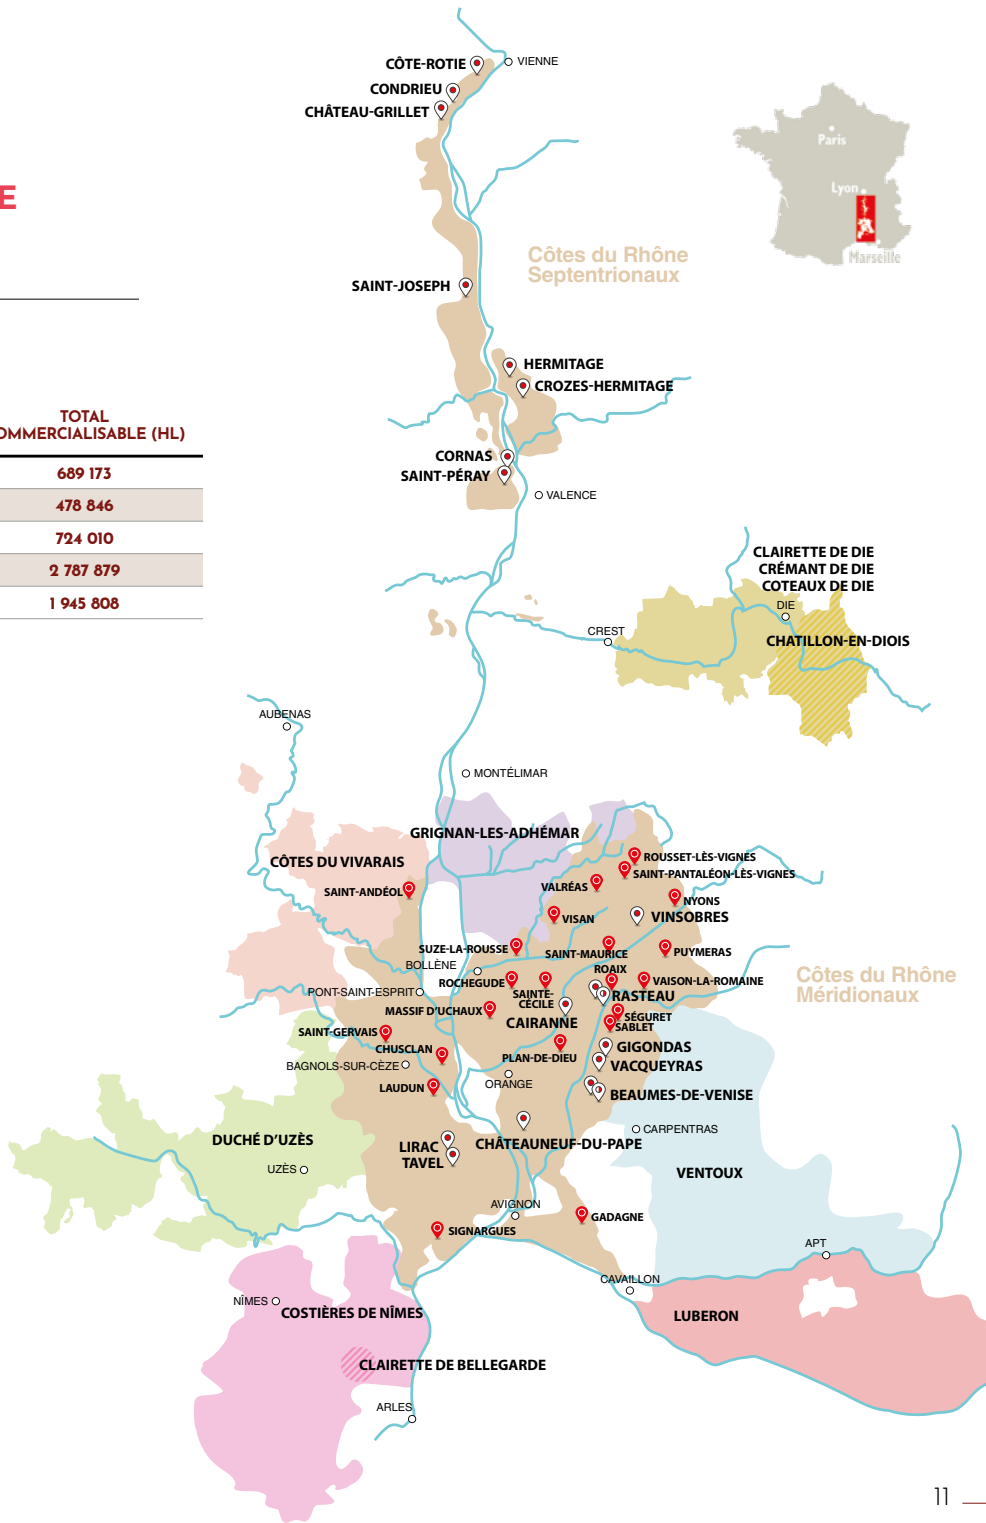 CÔTE-ROTIE
VIENNE
CONDRIEU
CHÂTEAU-GRILLET
Paris
Lyon
Marseille
E
Côtes du Rhône
Septentrionaux
SAINT-JOSEPH
HERMITAGE
CROZES-HERMITAGE
TOTAL
OMMERCIALISABLE (HL)
689 173
478 846
724 010
2 787 879
1 945 808
CORNAS
SAINT-PÉRAY
VALENCE
CLAIRETTE DE DIE
CRÉMANT DE DIE
COTEAUX DE DIE
DIE
CREST
CHATILLON-EN-DIOIS
AUBENAS
MONTÉLIMAR
GRIGNAN-LES-ADHÉMAR
CÔTES DU VIVARAIS
ROUSSET-LÈS-VIGNES
SAINT-PANTALÉON-LÈS-VIGNES
SAINT-ANDÉOL
VALRÉAS
NYONS
VISAN
VINSOBRES
SUZE-LA-ROUSSE
SAINT-MAURICE
PUYMERAS
BOLLÈNE
ROAIX
ROCHEGUDE
VAISON-LA-ROMAINE
Côtes du Rhône
Méridionaux
PONT-SAINT-ESPRIT
SAINTE-
CÉCILE
RASTEAU
MASSIF D'UCHAUX
CAIRANNE
SÉGURET
SABLET
SAINT-GERVAIS
CHUSCLAN
GIGONDAS
PLAN-DE-DIEU
VACQUEYRAS
BAGNOLS-SUR-CÈZE
LAUDUN
ORANGE
BEAUMES-DE-VENISE
CARPENTRAS
DUCHÉ D'UZÈS
LIRAC
TAVEL
CHÂTEAUNEUF-DU-PAPE
UZÈS
VENTOUX
AVIGNON
GADAGNE
SIGNARGUES
APT
CAVAILLON
NÎMES
COSTIÈRES DE NÎMES
LUBERON
CLAIRETTE DE BELLEGARDE
ARLES
11